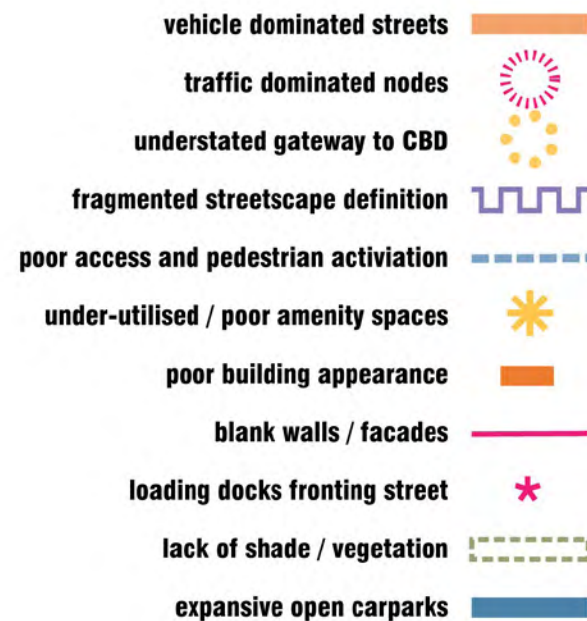 vehicle dominated streets
traffic dominated nodes
understated gateway to CBD
fragmented streetscape definition
poor access and pedestrian activiation
under-utilised / poor amenity spaces
poor building appearance
blank walls / facades
loading docks fronting street
lack of shade / vegetation
expansive open carparks